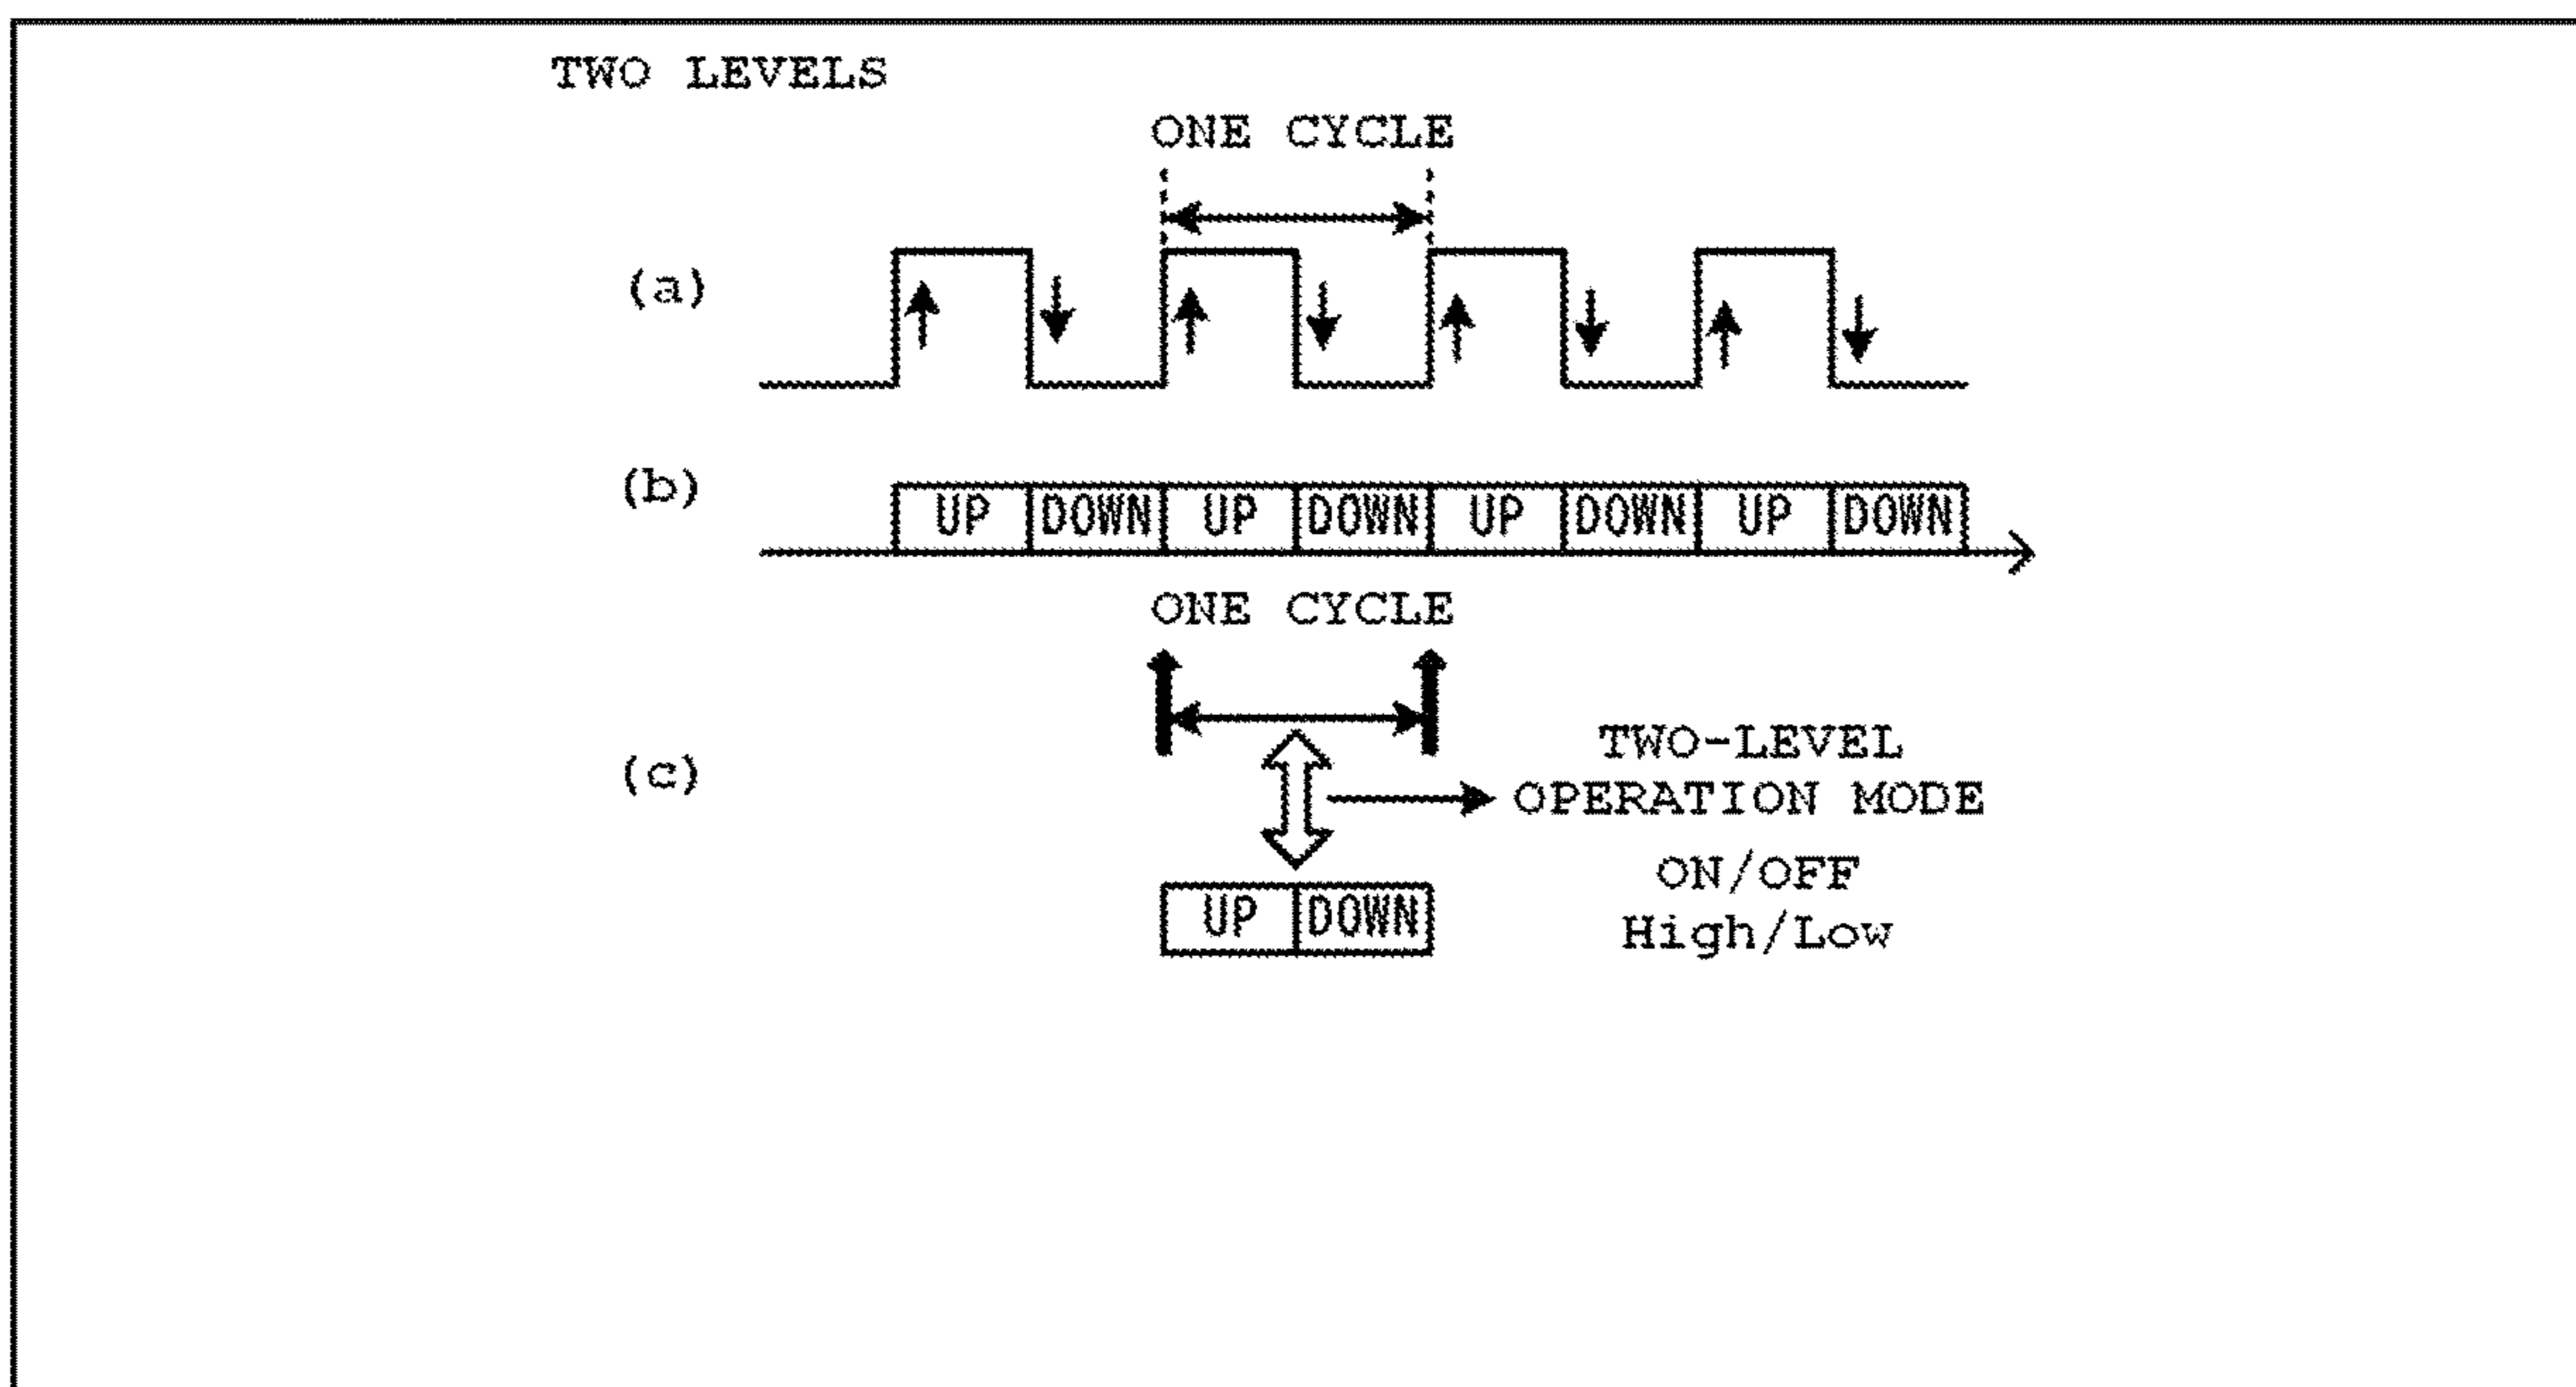 TWO LEVELS
ONE CYCLE
(a)
(b)
UP DOWN UP DOWN UP DOWN UP DOWN
ONE CYCLE
(c)
TWO-LEVEL
OPERATION MODE
ON/OFF
UP DOWN
High/Low